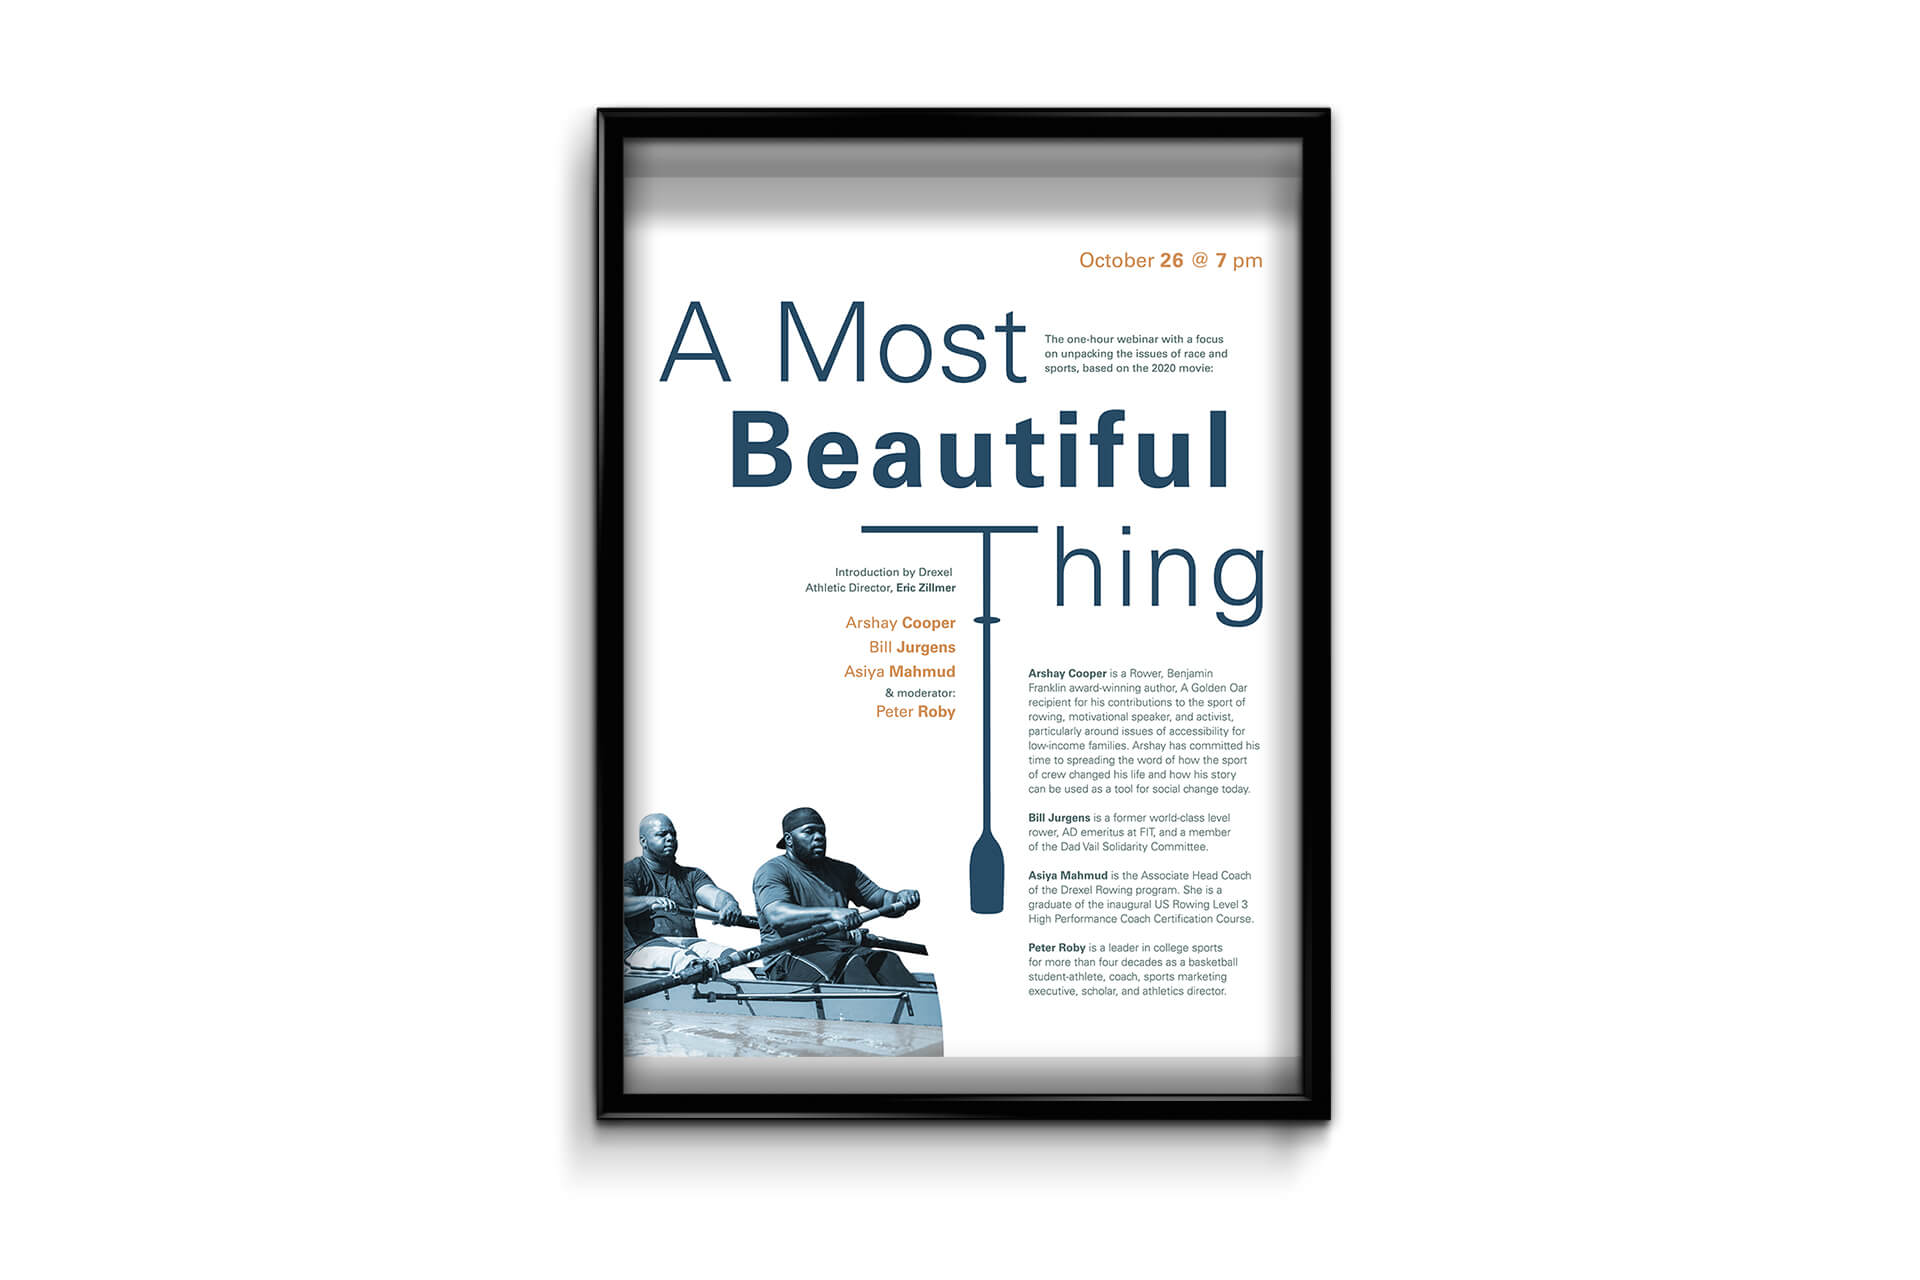 October 26 @ 7 pm
A Most
The one-hour webinar with a focus
on unpacking the issues of race and
sports, based on the 2020 movie:
Beautiful
Thing
Introduction by Drexel
Athletic Director, Eric Zillmer
Arshay Cooper
Bill Jurgens
Asiya Mahmud
& moderator:
Peter Roby
Arshay Cooper is a Rower, Benjamin
Franklin award-winning author, A Golden Oar
recipient for his contributions to the sport of
rowing, motivational speaker, and activist,
particularly around issues of accessibility for
low-income families. Arshay has committed his
time to spreading the word of how the sport
of crew changed his life and how his story
can be used as a tool for social change today.
Bill Jurgens is a former world-class level
rower, AD emeritus at FIT, and a member
of the Dad Vail Solidarity Committee.
Asiya Mahmud is the Associate Head Coach
of the Drexel Rowing program. She is a
graduate of the inaugural US Rowing Level 3
High Performance Coach Certification Course.
Peter Roby is a leader in college sports
for more than four decades as a basketball
student-athlete, coach, sports marketing
executive, scholar, and athletics director.